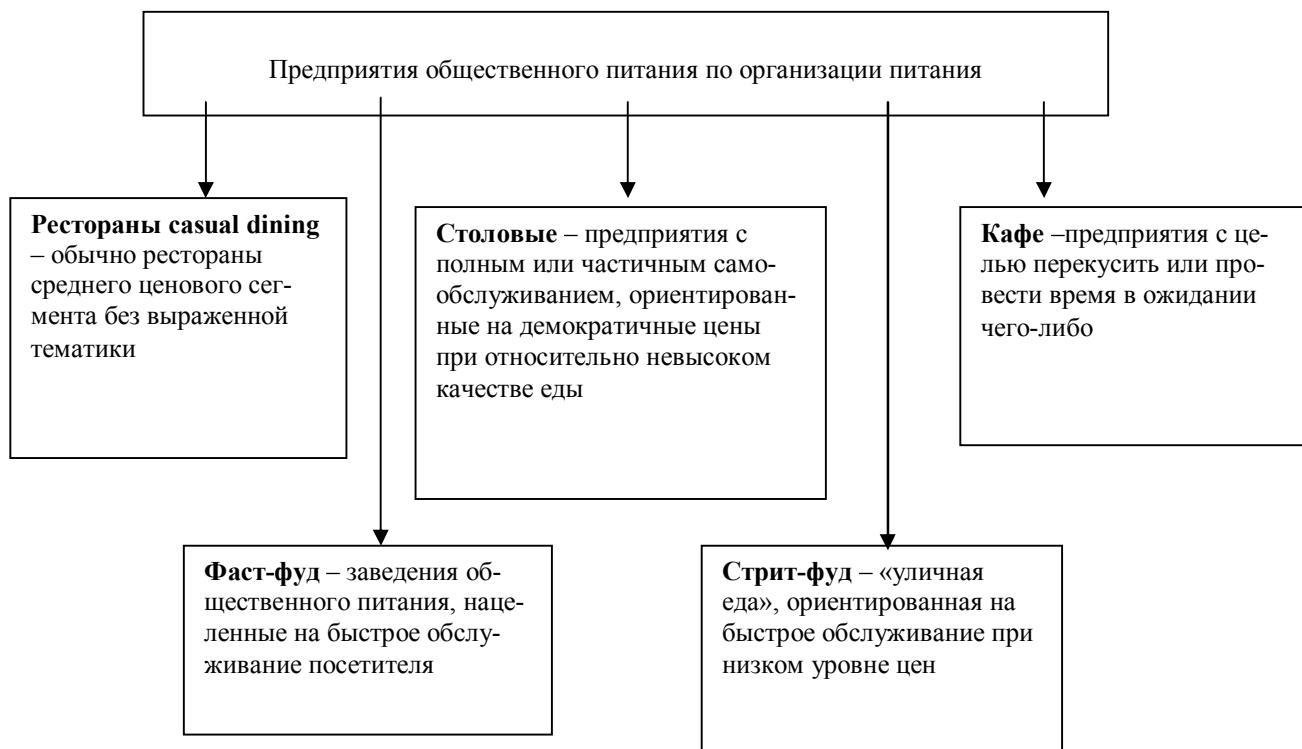 Предприятия общественного питания по организации питания
Рестораны casual dining
– обычно рестораны
среднего ценового сег-
мента без выраженной
тематики
Столовые – предприятия с
полным или частичным само-
обслуживанием, ориентирован-
ные на демократичные цены
при относительно невысоком
качестве еды
Кафе –предприятия с це-
лью перекусить или про-
вести время в ожидании
чего-либо
Фаст-фуд – заведения об-
щественного питания, наце-
ленные на быстрое обслу-
живание посетителя
Стрит-фуд – «уличная
еда», ориентированная на
быстрое обслуживание при
низком уровне цен